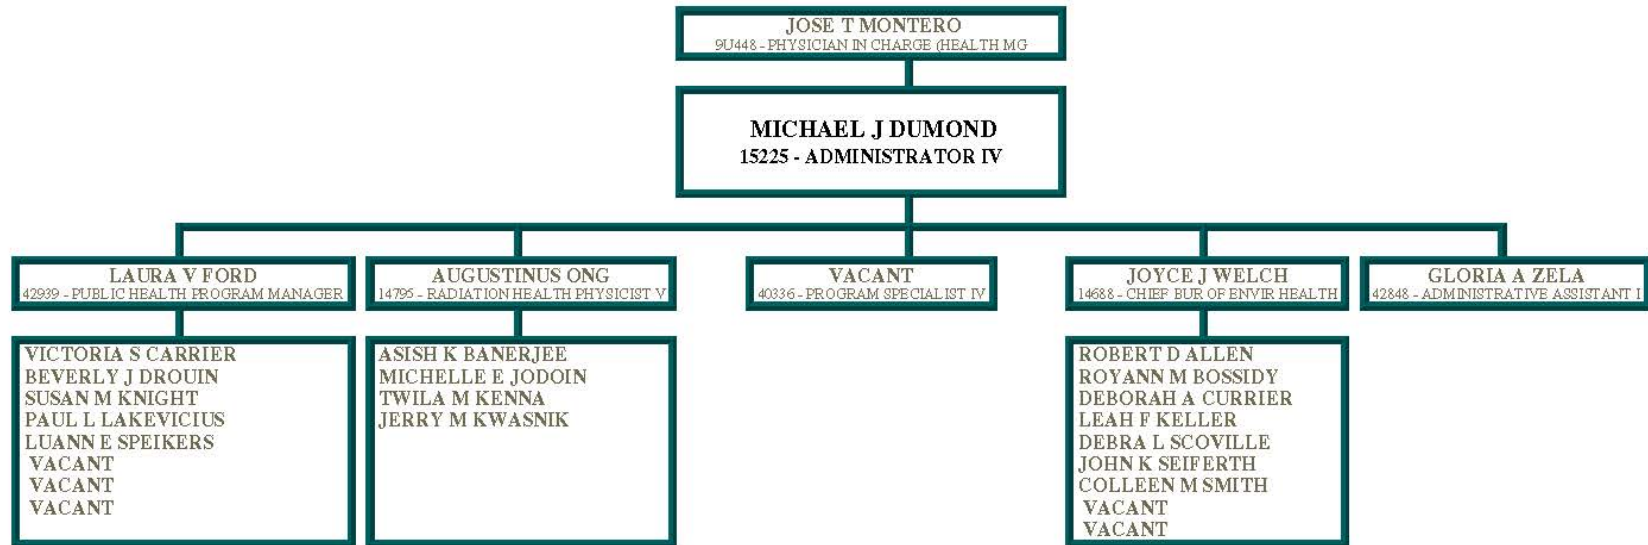 JOSE T MONTERO
9U448 - PHYSICIAN IN CHARGE (HEALTH MG
MICHAEL J DUMOND
15225 - ADMINISTRATOR IV
LAURA V FORD
42939 - PUBLIC HEALTH PROGRAM MANAGER
VICTORIA S CARRIER
BEVERLY J DROUIN
SUSAN M KNIGHT
PAUL L LAKEVICIUS
LUANN E SPEIKERS
VACANT
VACANT
VACANT
AUGUSTINUS ONG
14795 - RADIATION HEALTH PHYSICIST V
ASISH K BANERJEE
MICHELLE E JODOIN
TWILA M KENNA
JERRY M KWASNIK
VACANT
40336 - PROGRAM SPECIALIST IV
JOYCE J WELCH
14688 - CHIEF BUR OF ENVIR HEALTH
ROBERT D ALLEN
ROYANN M BOSSIDY
DEBORAH A CURRIER
LEAH F KELLER
DEBRA L SCOVILLE
JOHN K SEIFERTH
COLLEEN M SMITH
VACANT
VACANT
GLORIA A ZELA
42848 - ADMINISTRATIVE ASSISTANT I